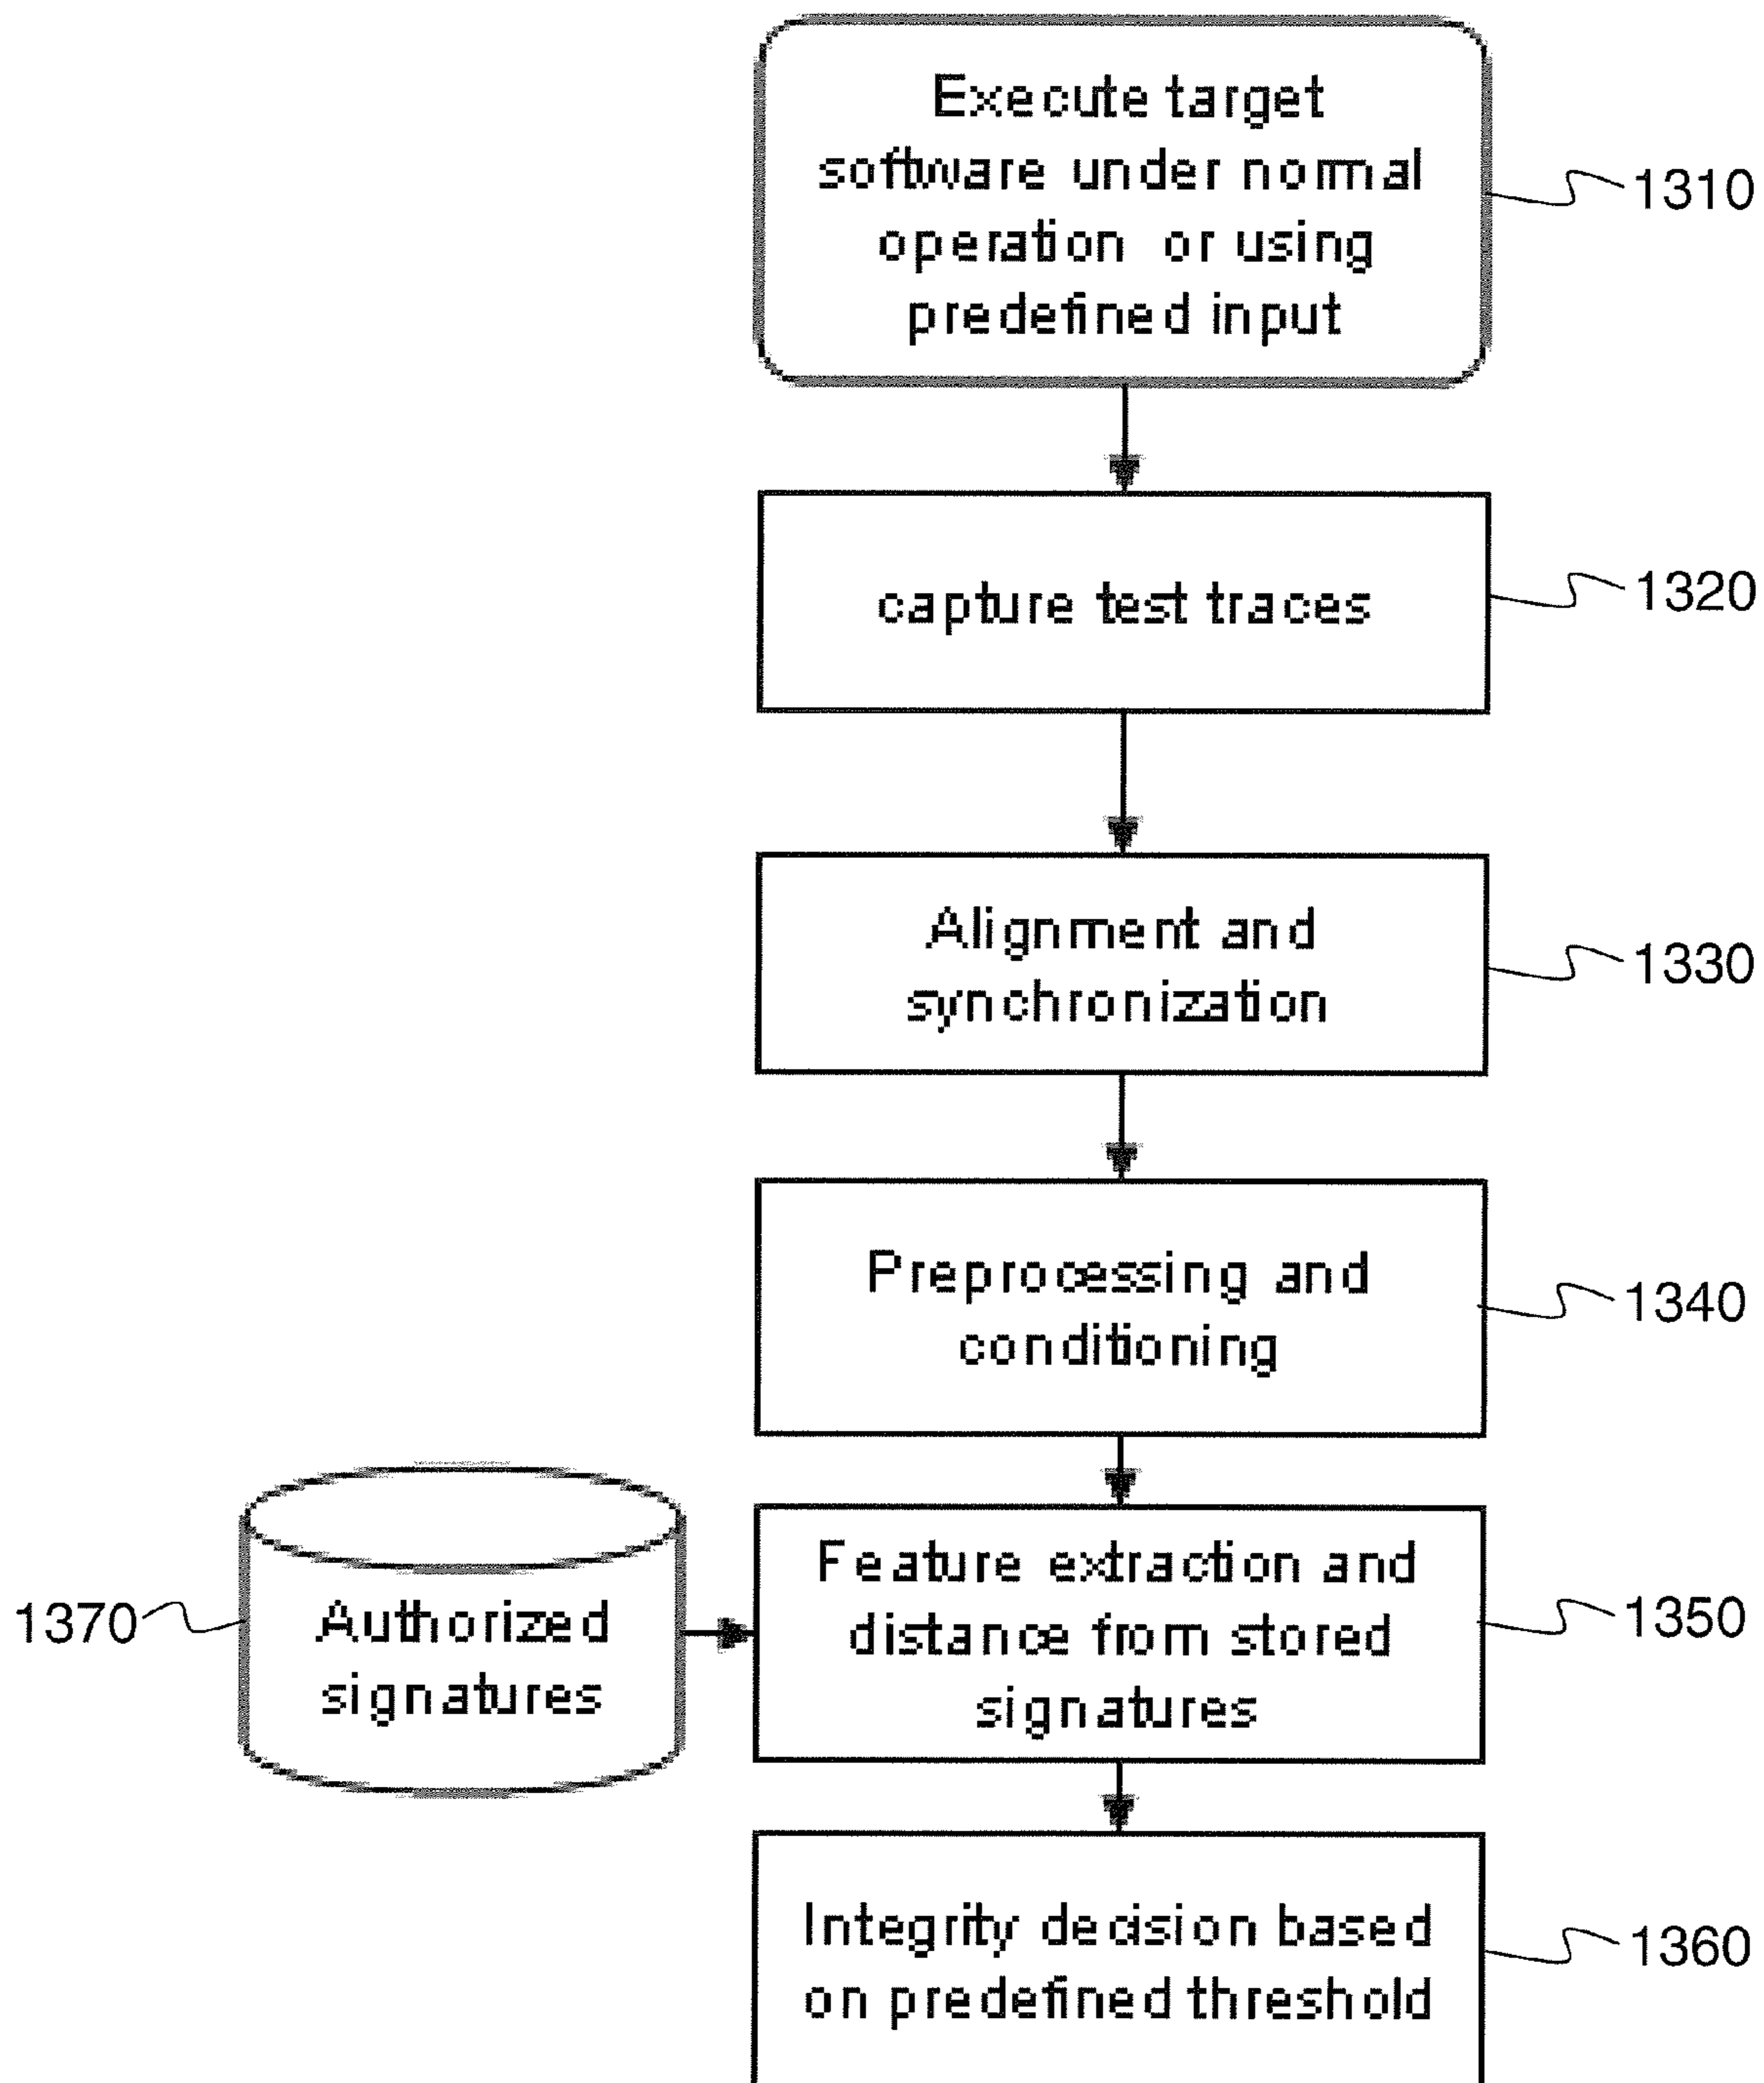 Execute target
software under normal
operation or using
predefined input
1310
capture test traces
1320
Alignment and
synchronization
1330
Preprocessing and
conditioning
1340
Feature extraction and
distance from stored
signatures
1350
1370
Authorized
signatures
Integrity decision based
on predefined threshold
1360